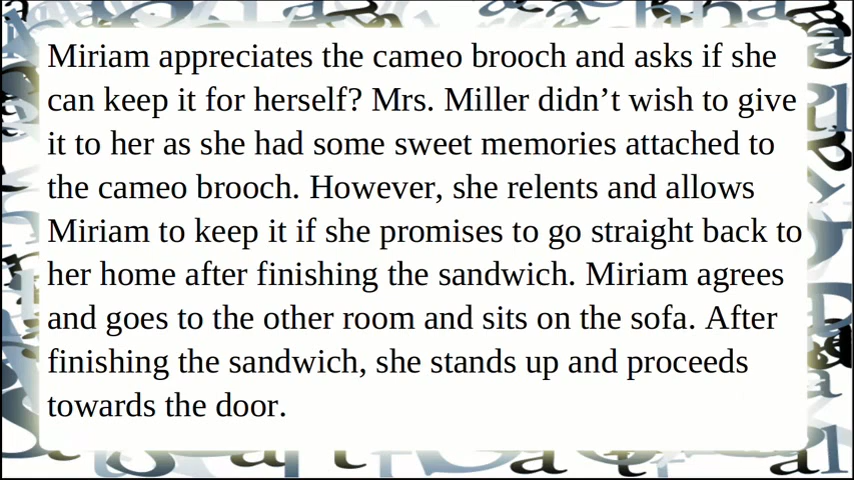 Miriam appreciates the cameo brooch and asks if she
can keep it for herself? Mrs. Miller didn’t wish to give
it to her as she had some sweet memories attached to
the cameo brooch. However, she relents and allows
Miriam to keep it if she promises to go straight back to
her home after finishing the sandwich. Miriam agrees
and goes to the other room and sits on the sofa. After
finishing the sandwich, she stands up and proceeds
towards the door.